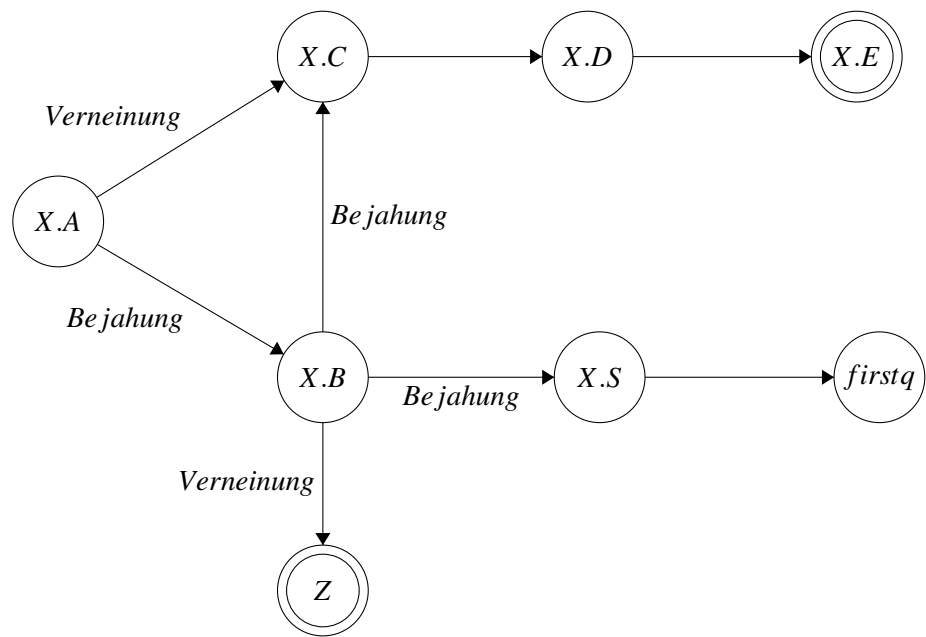 X.C
X.D
X.E
Verneinung
X.A
Bejahung
Bejahung
X.B
X.S
firstq
Bejahung
Verneinung
Z